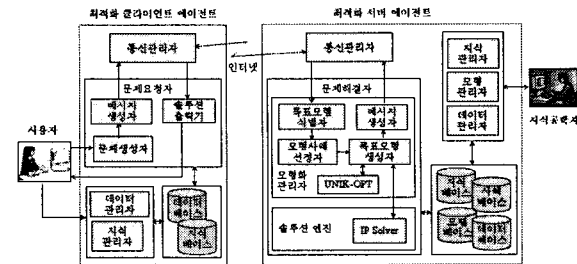 최적화 클라이언트 에이전트
최적화 서버 에이전트
통신관리자
인터넷
통신관리자
지식
관리자
모형
관리자
데이터
관리자
지식공학자
문제요청자
메시지
생성자
솔루션
출력기
문제생성자
사용자
문제해결자
목표모형
식별자
메시지
생성자
모형사례
선정자
목표모형
생성자
모형화
관리자
UNIK-OPT
데이터
관리자
지식
관리자
데이터
베이스
지식
베이스
솔루션 엔진
IP Solver
지식
베이스
사례
베이스
모형
베이스
데이터
베이스